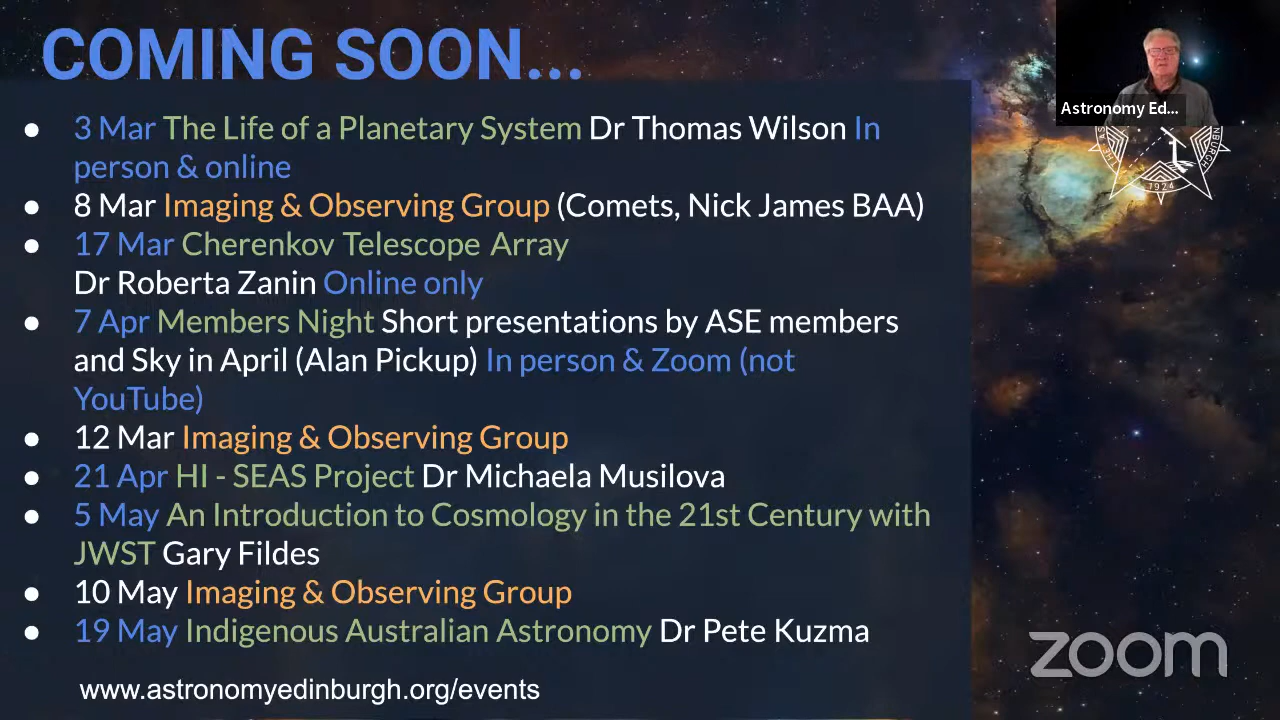 COMING SOON...
● 3 Mar The Life of a Planetary System Dr Thomas Wilson In
person & online
● 8 Mar Imaging & Observing Group (Comets, Nick James BAA)
● 17 Mar Cherenkov Telescope Array
Dr Roberta Zanin Online only
● 7 Apr Members Night Short presentations by ASE members
and Sky in April (Alan Pickup) In person & Zoom (not
YouTube)
● 12 Mar Imaging & Observing Group
● 21 Apr HI - SEAS Project Dr Michaela Musilova
● 5 May An Introduction to Cosmology in the 21st Century with
JWST Gary Fildes
● 10 May Imaging & Observing Group
● 19 May Indigenous Australian Astronomy Dr Pete Kuzma
www.astronomyedinburgh.org/events
Astronomy Ed...
1924
zoom